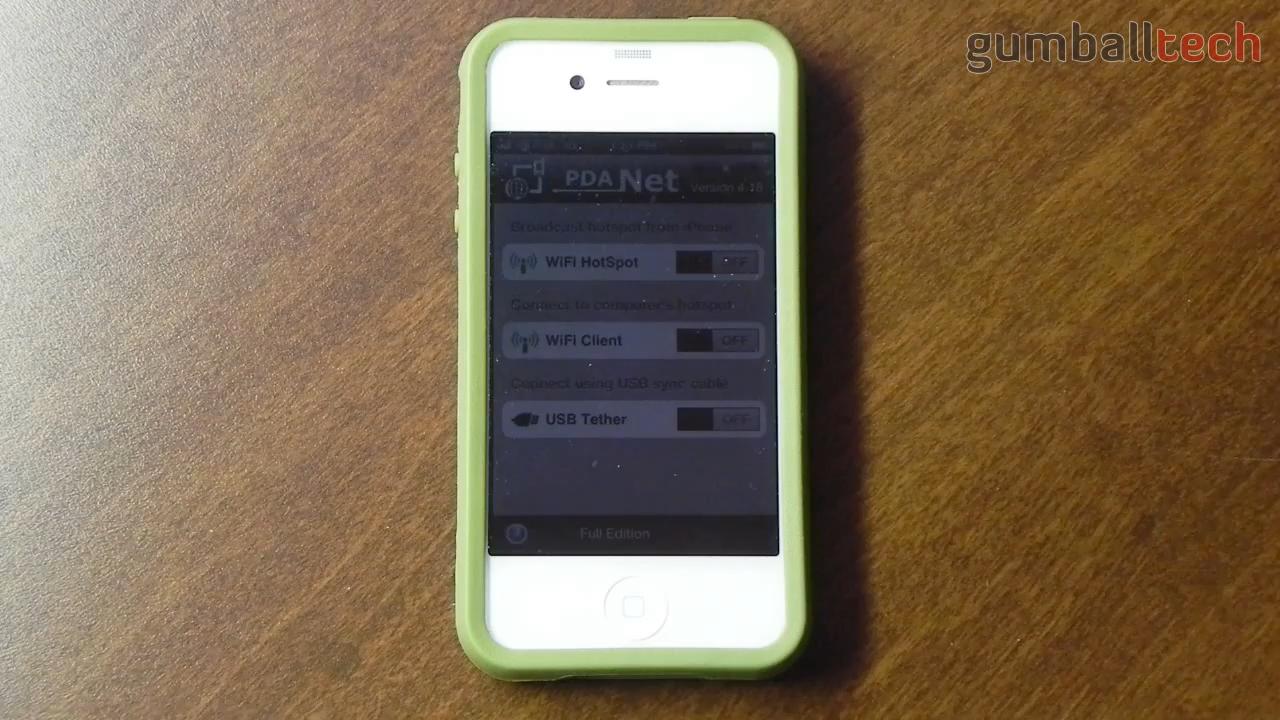 gumballtech
PDA Net Version 4.18
Broadcast hotspot from iPhone
WiFi HotSpot OFF
Connect to computer's hotspot
WiFi Client OFF
Connect using USB sync cable
USB Tether OFF
Full Edition